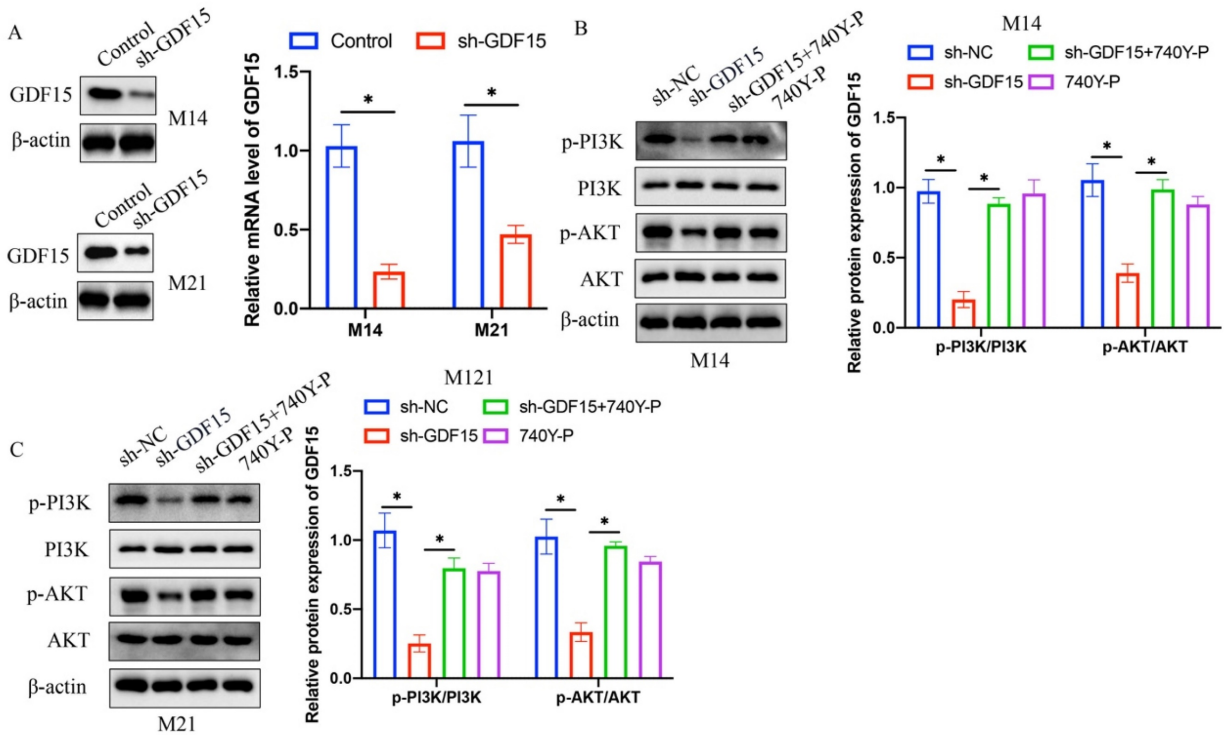 A
Control
sh-GDF15
GDF15
M14
β-actin
Control
sh-GDF15
GDF15
M21
β-actin
Control sh-GDF15
Relative mRNA level of GDF15
1.5
1.0
0.5
0.0
*
*
M14 M21
B
sh-NC
sh-GDF15
sh-GDF15+740Y-P
740Y-P
p-PI3K
PI3K
p-AKT
AKT
β-actin
M14
M14
sh-NC sh-GDF15+740Y-P
sh-GDF15 740Y-P
Relative protein expression of GDF15
1.5
1.0
0.5
0.0
* * * *
p-PI3K/PI3K p-AKT/AKT
C
sh-NC
sh-GDF15
sh-GDF15+740Y-P
740Y-P
p-PI3K
PI3K
p-AKT
AKT
β-actin
M21
M121
sh-NC sh-GDF15+740Y-P
sh-GDF15 740Y-P
Relative protein expression of GDF15
1.5
1.0
0.5
0.0
* * * *
p-PI3K/PI3K p-AKT/AKT